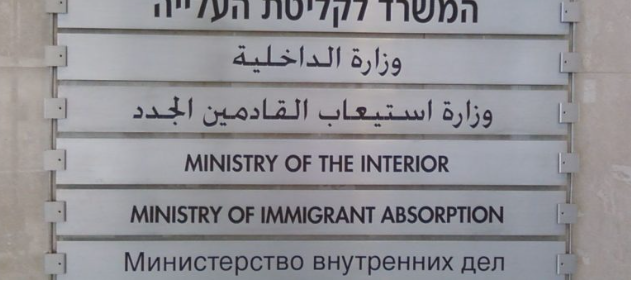 המשרד לקליטת העלייה
وزارة الداخلية
وزارة استيعاب القادمين الجدد
MINISTRY OF THE INTERIOR
MINISTRY OF IMMIGRANT ABSORPTION
Министерство внутренних дел